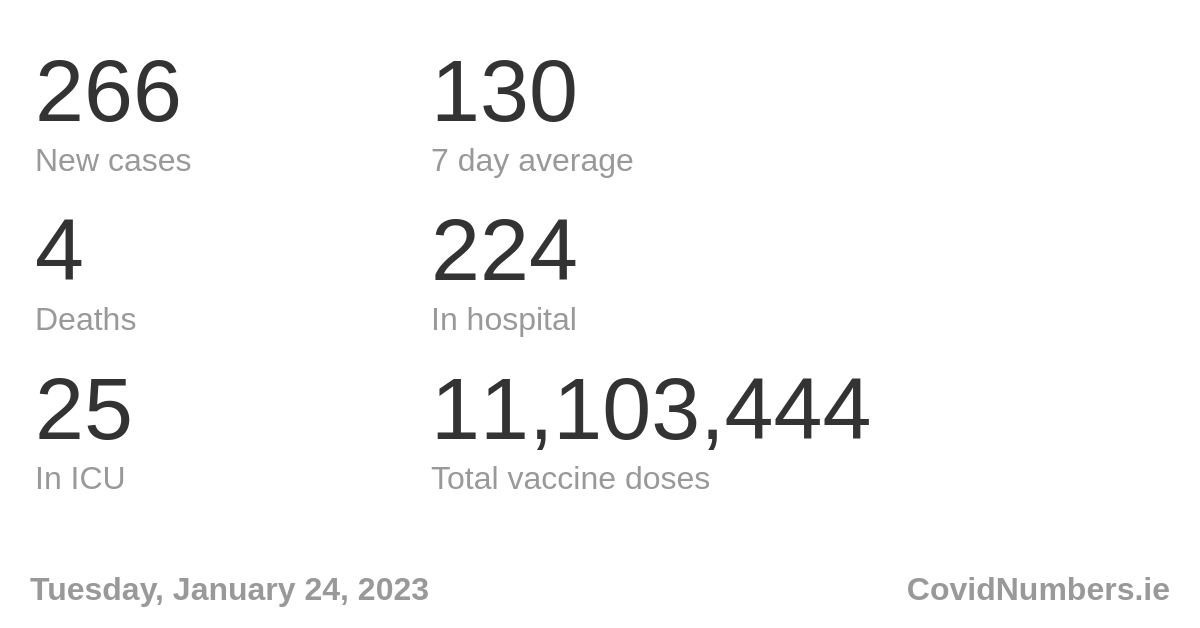 266
130
New cases
7 day average
4
224
Deaths
In hospital
25
11,103,444
In ICU
Total vaccine doses
Tuesday, January 24, 2023
CovidNumbers.ie